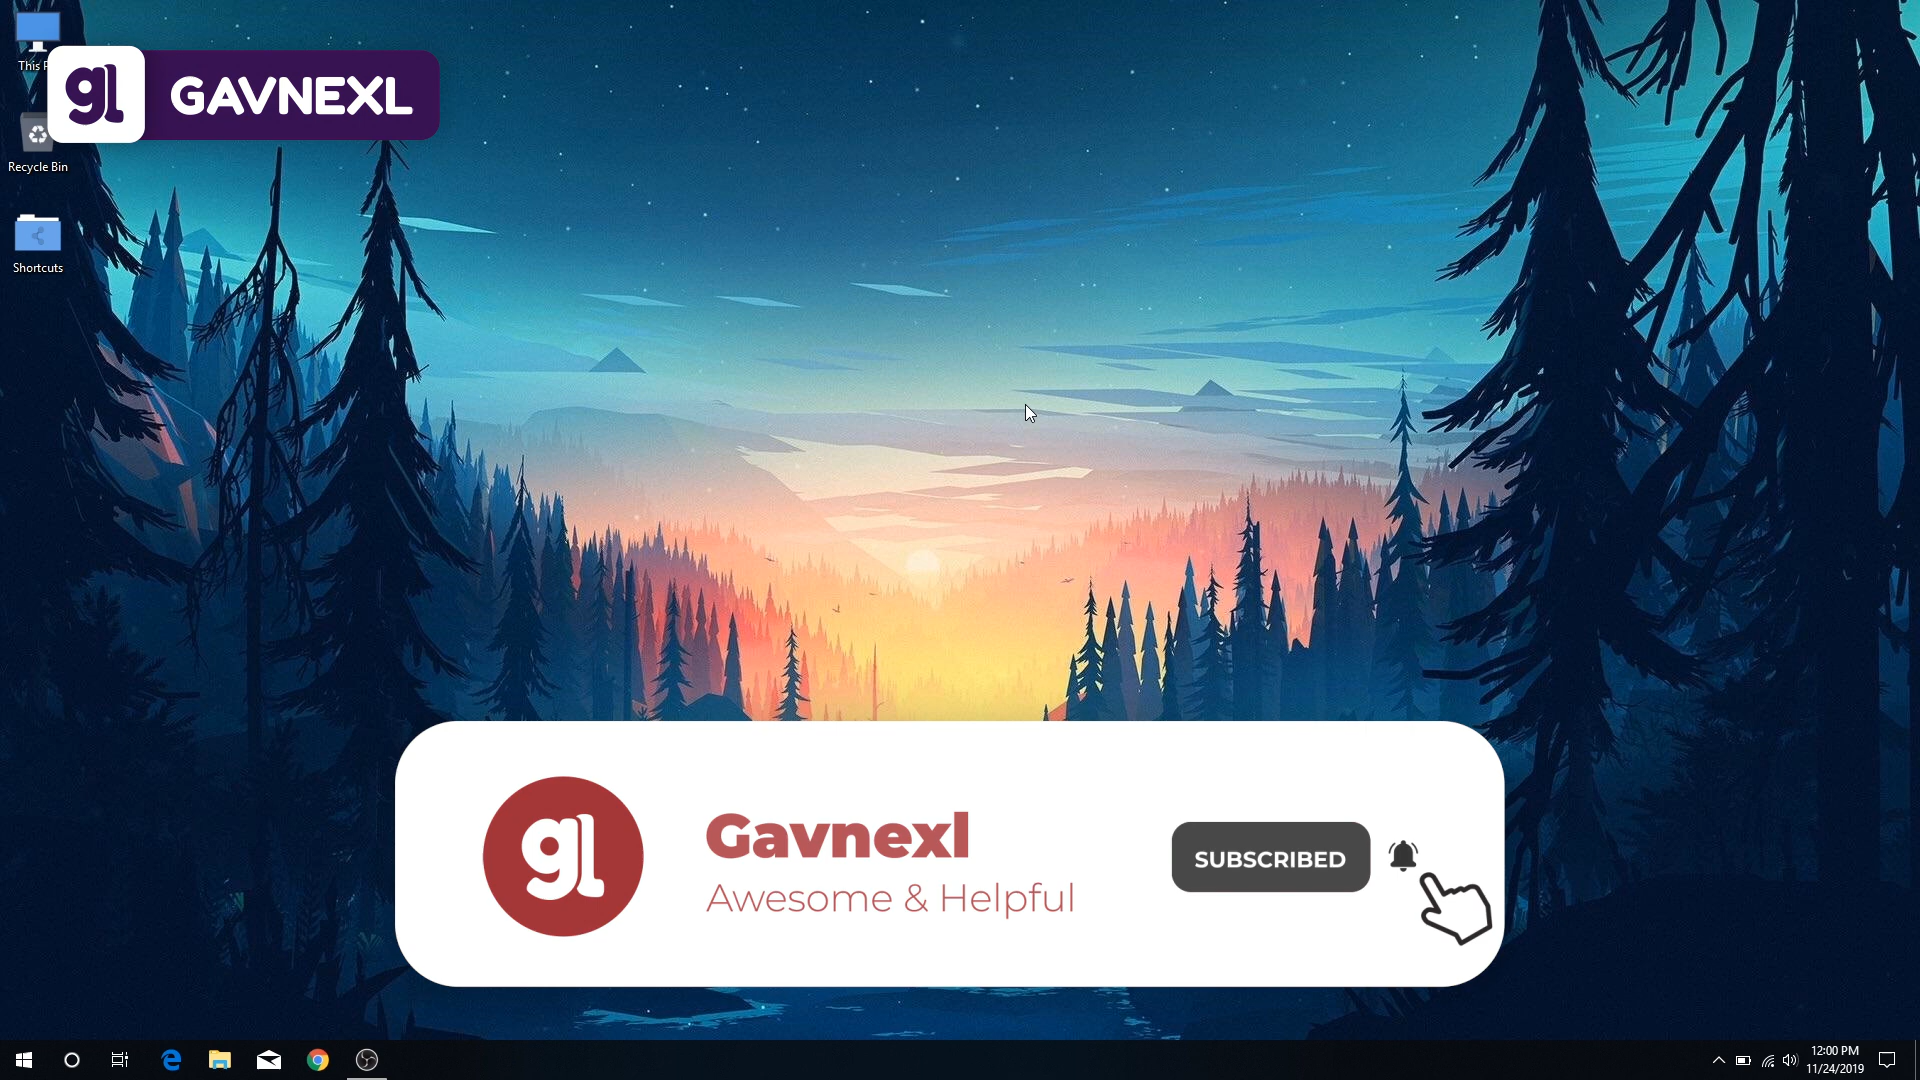 This P
gl GAVNEXL
Recycle Bin
Shortcuts
gl
Gavnexl
Awesome & Helpful
SUBSCRIBED
12:00 PM
11/24/2019